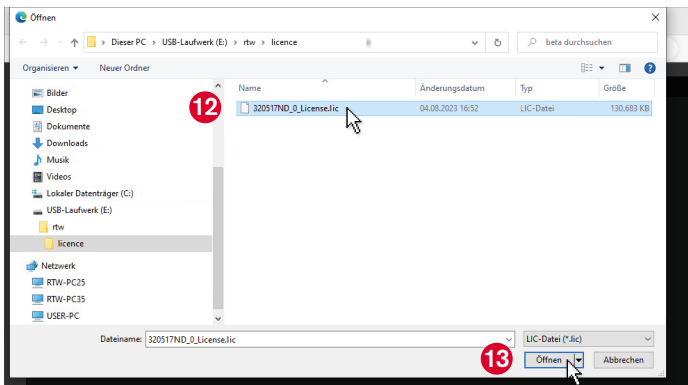 Öffnen
Dieser PC > USB-Laufwerk (E:) > rtw > licence
beta durchsuchen
Organisieren
Neuer Ordner
Name
Änderungsdatum
Typ
Größe
320517ND_0_License.lic
04.08.2023 16:52
LIC-Datei
130.683 KB
12
Bilder
Desktop
Dokumente
Downloads
Musik
Videos
Lokaler Datenträger (C:)
USB-Laufwerk (E:)
rtw
licence
Netzwerk
RTW-PC25
RTW-PC35
USER-PC
Dateiname:
320517ND_0_License.lic
LIC-Datei (*.lic)
13
Öffnen
Abbrechen